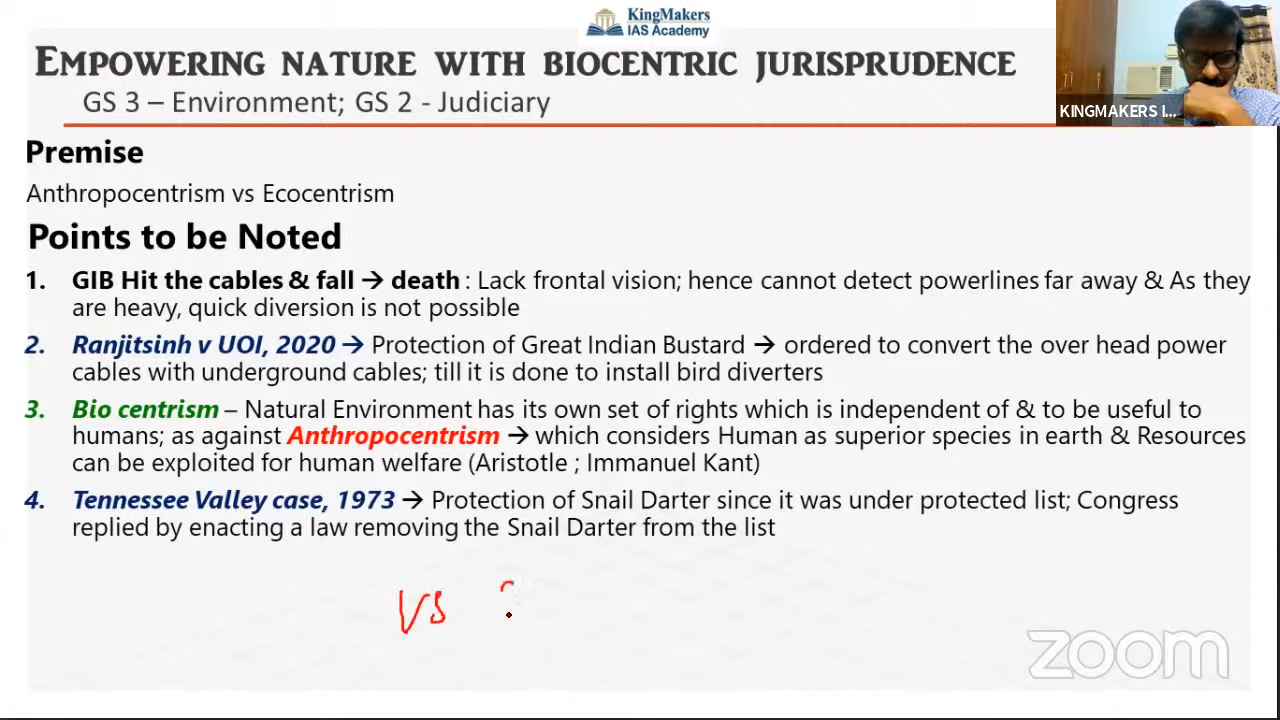 KingMakers
IAS Academy
EMPOWERING NATURE WITH BIOCENTRIC JURISPRUDENCE
GS 3 – Environment; GS 2 - Judiciary
KINGMAKERS I...
Premise
Anthropocentrism vs Ecocentrism
Points to be Noted
1. GIB Hit the cables & fall → death : Lack frontal vision; hence cannot detect powerlines far away & As they
are heavy, quick diversion is not possible
2. Ranjitsinh v UOI, 2020 → Protection of Great Indian Bustard → ordered to convert the over head power
cables with underground cables; till it is done to install bird diverters
3. Bio centrism – Natural Environment has its own set of rights which is independent of & to be useful to
humans; as against Anthropocentrism → which considers Human as superior species in earth & Resources
can be exploited for human welfare (Aristotle ; Immanuel Kant)
4. Tennessee Valley case, 1973 → Protection of Snail Darter since it was under protected list; Congress
replied by enacting a law removing the Snail Darter from the list
VS
zoom